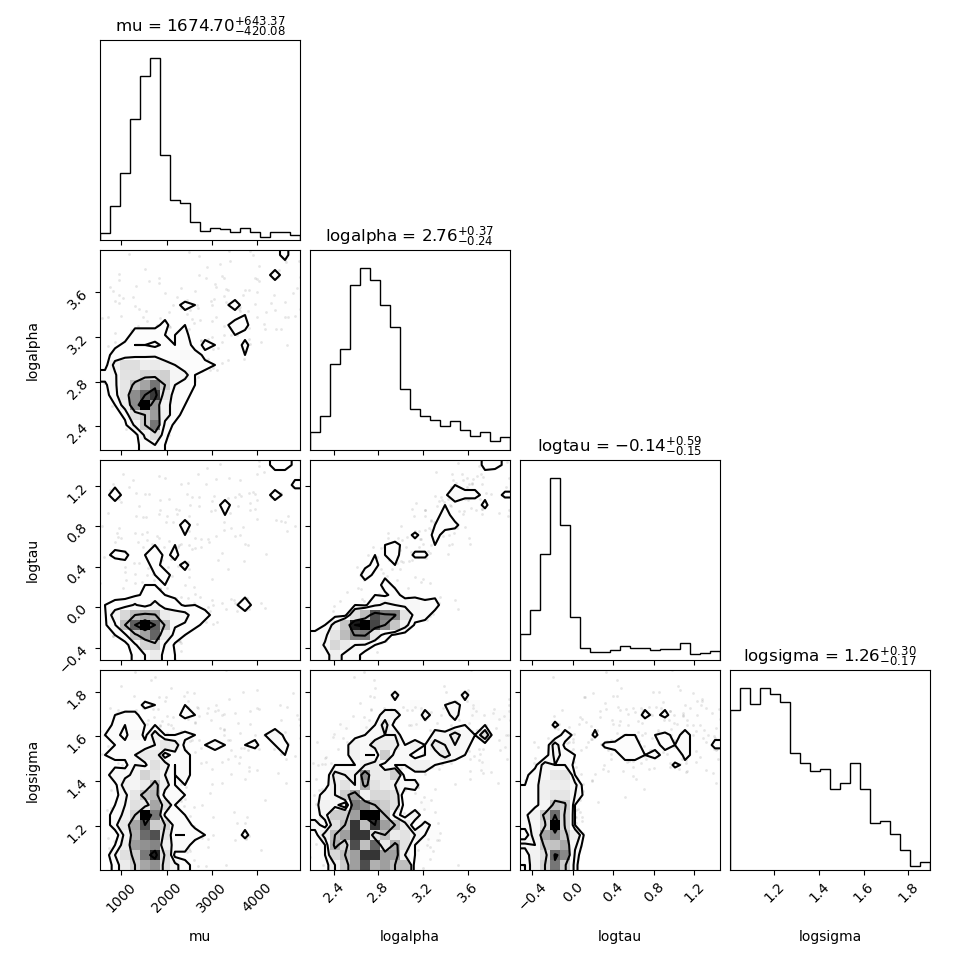 mu = 1674.70 +643.37 −420.08
logalpha = 2.76 +0.37 −0.24
3.6
3.2
2.8
2.4
logalpha
logtau = −0.14 +0.59 −0.15
1.2
0.8
0.4
0.0
−0.4
logtau
logsigma = 1.26 +0.30 −0.17
1.8
1.6
1.4
1.2
logsigma
1000 2000 3000 4000
2.4 2.8 3.2 3.6
−0.4 0.0 0.4 0.8 1.2
1.2 1.4 1.6 1.8
mu logalpha logtau logsigma